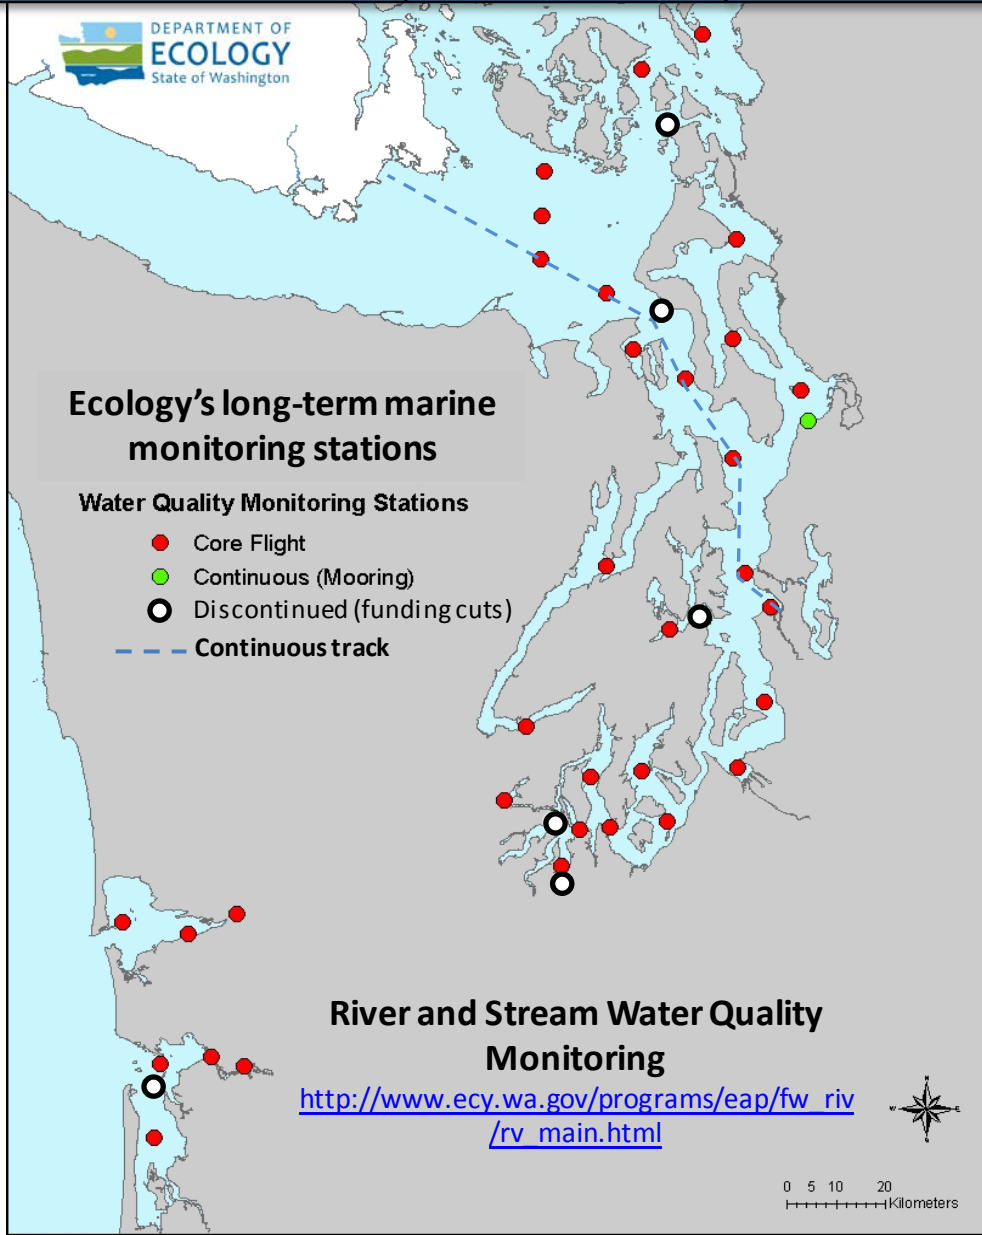 DEPARTMENT OF
ECOLOGY
State of Washington
Ecology's long-term marine
monitoring stations
Water Quality Monitoring Stations
Core Flight
Continuous (Mooring)
Discontinued (funding cuts)
Continuous track
River and Stream Water Quality
Monitoring
http://www.ecy.wa.gov/programs/eap/fw_riv
/rv_main.html
N
W E
S
0 5 10 20
Kilometers